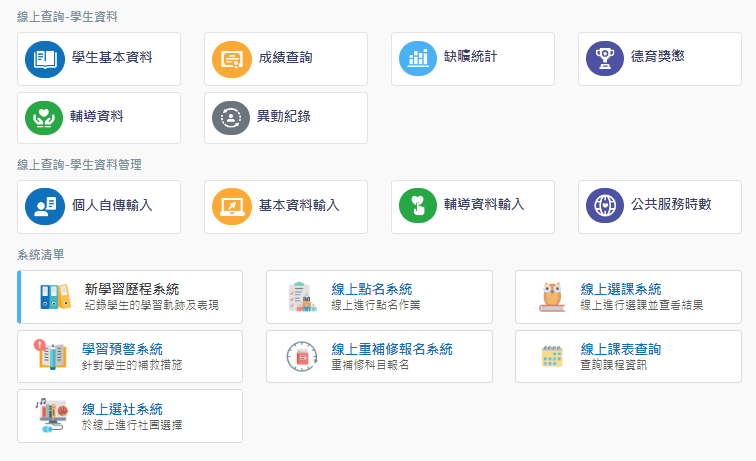 線上查詢-學生資料
學生基本資料
成績查詢
缺曠統計
德育獎懲
輔導資料
異動紀錄
線上查詢-學生資料管理
個人自傳輸入
基本資料輸入
輔導資料輸入
公共服務時數
系統清單
新學習歷程系統
紀錄學生的學習軌跡及表現
線上點名系統
線上進行點名作業
線上選課系統
線上進行選課並查看結果
學習預警系統
針對學生的補救措施
線上重補修報名系統
重補修科目報名
線上課表查詢
查詢課程資訊
線上選社系統
於線上進行社團選擇